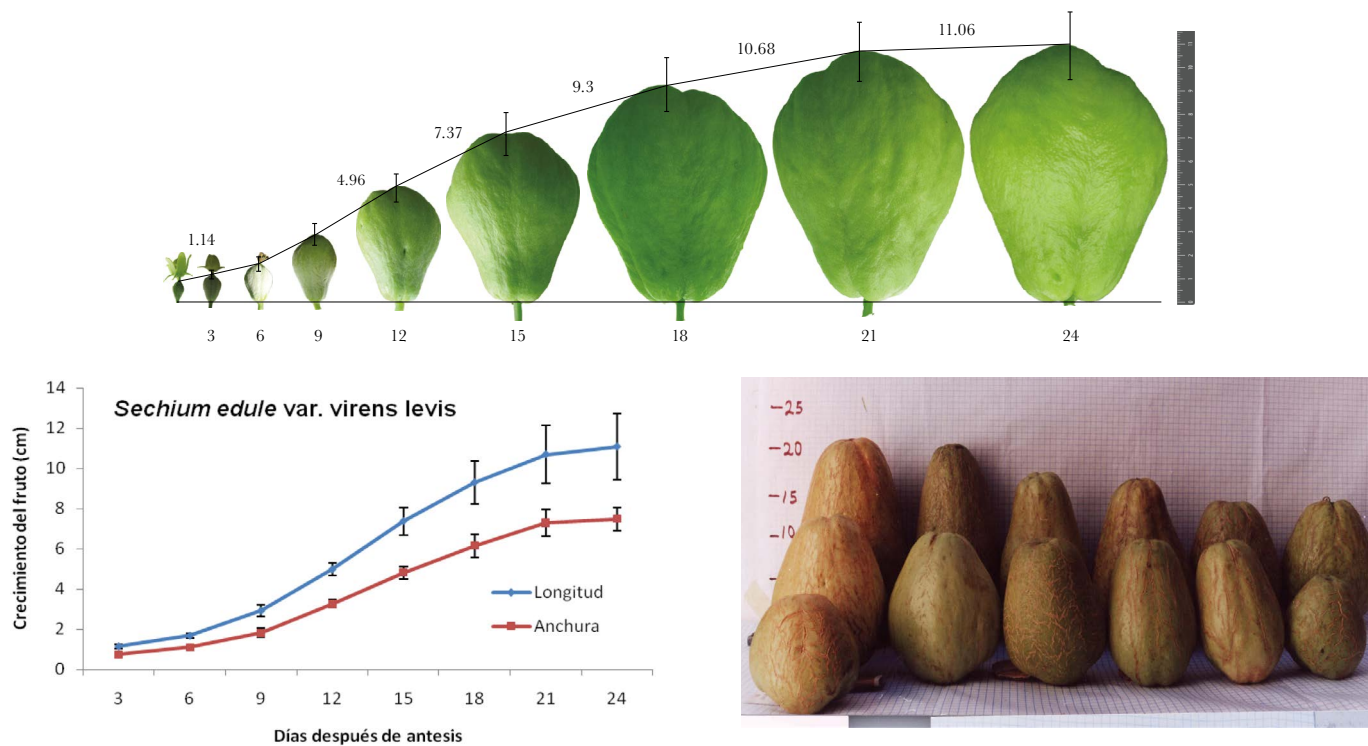 11.06
10.68
9.3
7.37
4.96
1.14
3 6 9 12 15 18 21 24
14
Sechium edule var. virens levis
12
10
8
6
4
2
0
Crecimiento del fruto (cm)
Longitud
Anchura
3 6 9 12 15 18 21 24
Días después de antesis
-25
-20
-15
-10